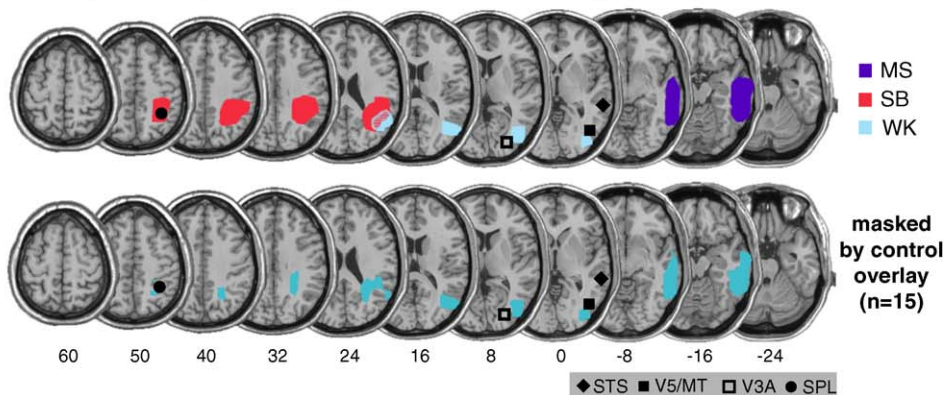 MS
SB
WK
masked
by control
overlay
(n=15)
60 50 40 32 24 16 8 0 -8 -16 -24
STS V5/MT V3A SPL